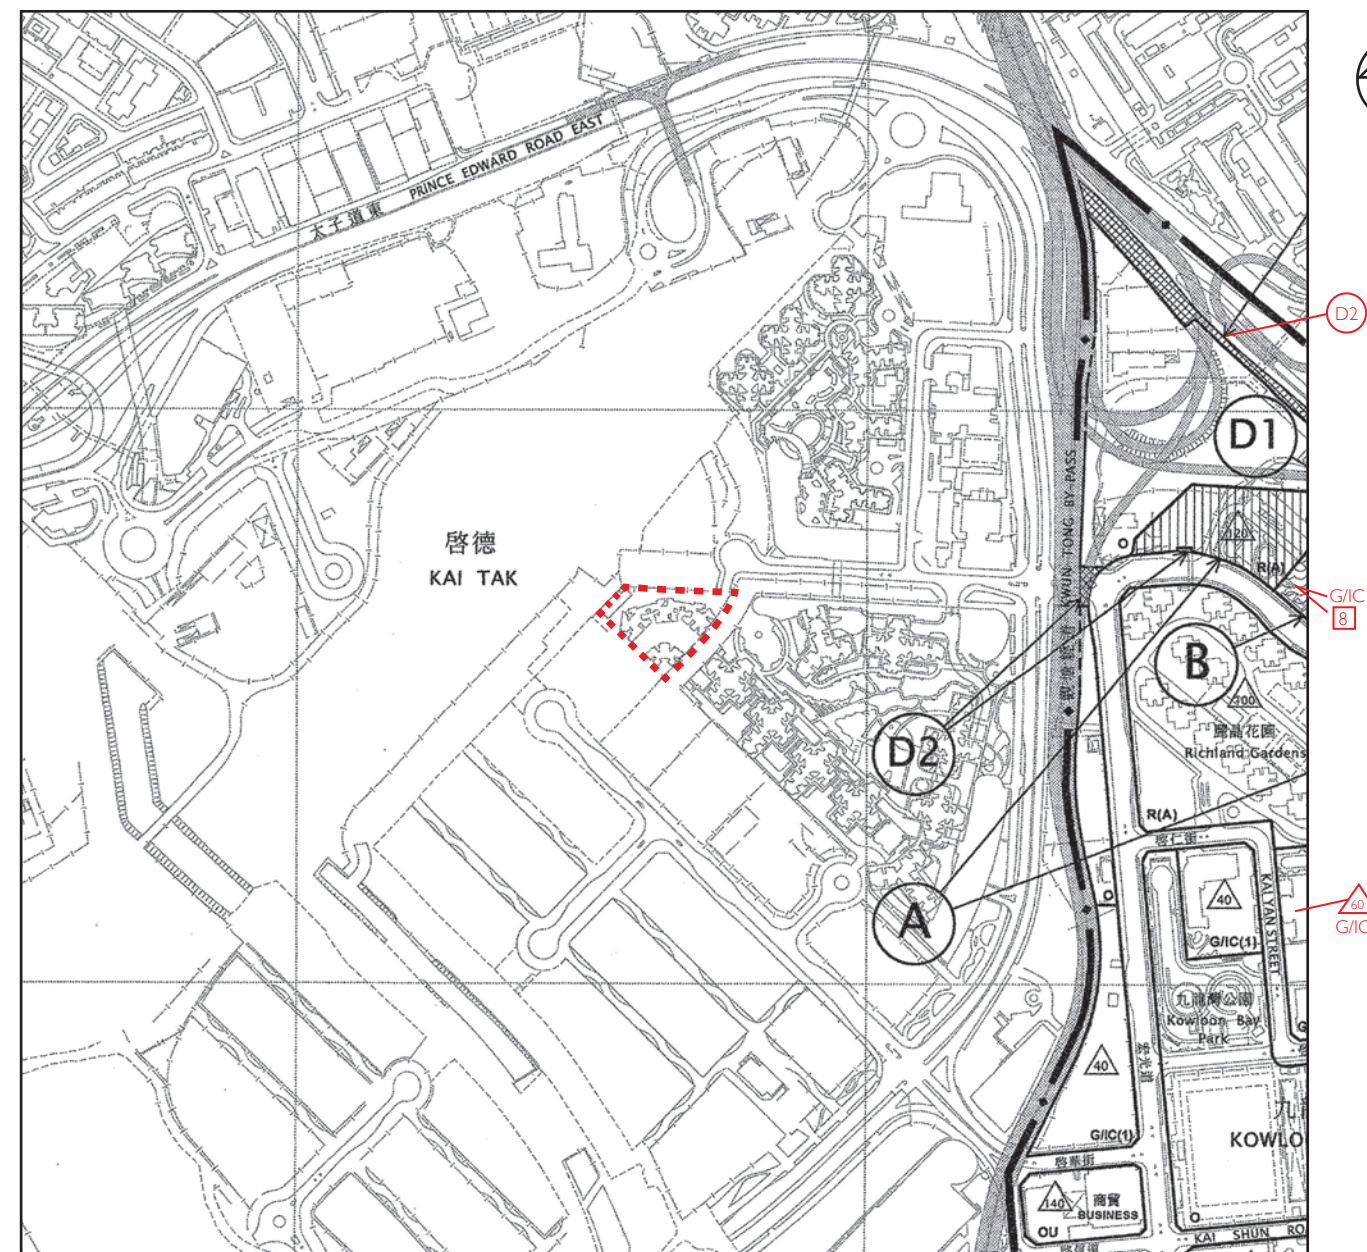 太子道東 PRINCE EDWARD ROAD EAST
D2
D1
觀塘繞道 KWUN TONG BY PASS
啓德
KAI TAK
O
120
R(A)
G/IC
8
B
300
麗晶花園
Richland Gardens
D2
R(A)
啓仁街
A
O
40
G/IC(1)
KAI YAN STREET
60
G/IC
九龍灣公園
Kowloon Bay
Park
G
40
G/IC(1)
九
KOWLO
啓華街
140
商貿
BUSINESS
OU
O
KAI SHUN RO